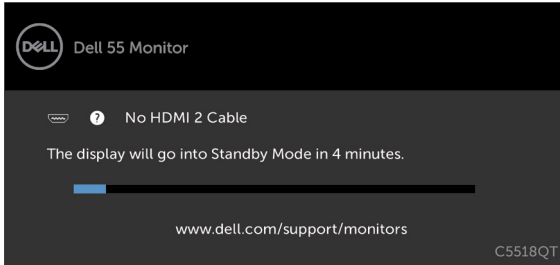 DELL Dell 55 Monitor
? No HDMI 2 Cable
The display will go into Standby Mode in 4 minutes.
www.dell.com/support/monitors
C5518QT